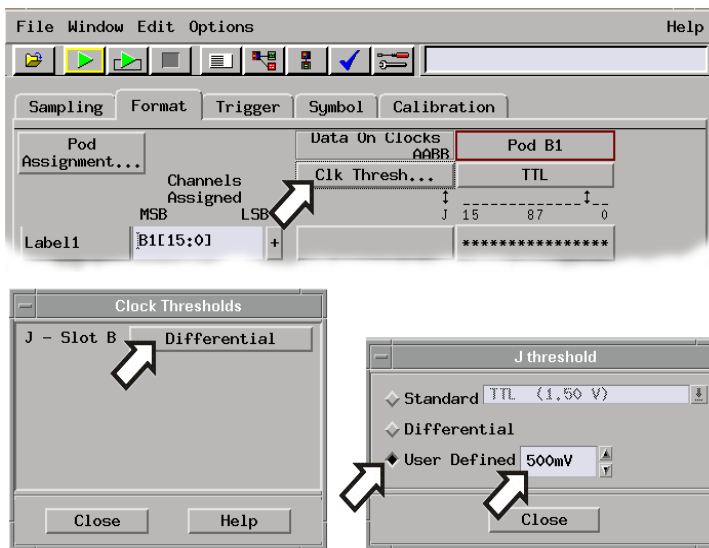 File Window Edit Options Help
Sampling Format Trigger Symbol Calibration
Pod Assignment...
Data On Clocks
AABB
Pod B1
Clk Thresh...
TTL
Channels
Assigned
MSB LSB
J 15 87 0
Label1 B1[15:0] + ****************
Clock Thresholds
J - Slot B Differential
Close Help
J threshold
Standard TTL (1.50 V)
Differential
User Defined 500mV
Close